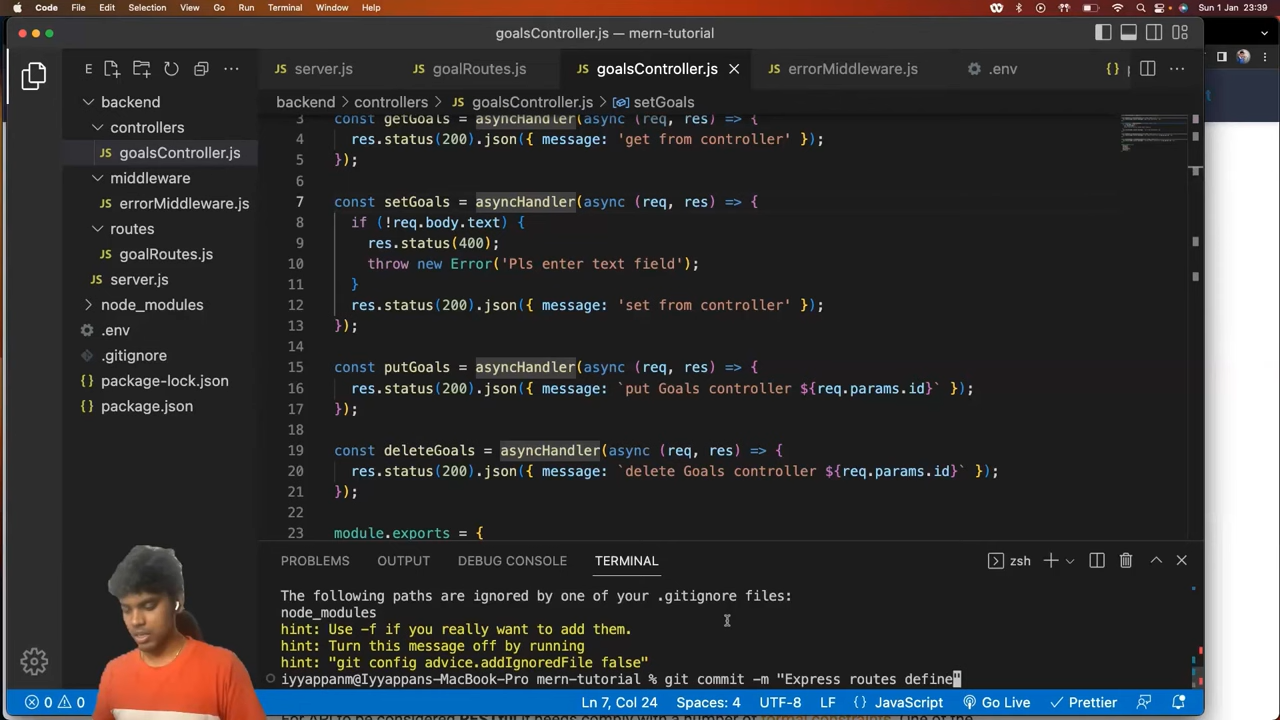 Code File Edit Selection View Go Run Terminal Window Help Sun 1 Jan 23:39
goalsController.js — mern-tutorial
E ··· JS server.js JS goalRoutes.js JS goalsController.js JS errorMiddleware.js .env {} ···
backend backend > controllers > JS goalsController.js > setGoals
controllers
JS goalsController.js
middleware
JS errorMiddleware.js
routes
JS goalRoutes.js
JS server.js
node_modules
.env
.gitignore
package-lock.json
package.json
3 const getGoals = asyncHandler(async (req, res) => {
4 res.status(200).json({ message: 'get from controller' });
5 });
6
7 const setGoals = asyncHandler(async (req, res) => {
8 if (!req.body.text) {
9 res.status(400);
10 throw new Error('Pls enter text field');
11 }
12 res.status(200).json({ message: 'set from controller' });
13 });
14
15 const putGoals = asyncHandler(async (req, res) => {
16 res.status(200).json({ message: `put Goals controller ${req.params.id}` });
17 });
18
19 const deleteGoals = asyncHandler(async (req, res) => {
20 res.status(200).json({ message: `delete Goals controller ${req.params.id}` });
21 });
22
23 module.exports = {
PROBLEMS OUTPUT DEBUG CONSOLE TERMINAL zsh
The following paths are ignored by one of your .gitignore files:
node_modules
hint: Use -f if you really want to add them.
hint: Turn this message off by running
hint: "git config advice.addIgnoredFile false"
iyyappanm@Iyyappans-MacBook-Pro mern-tutorial % git commit -m "Express routes define"
0 0 Ln 7, Col 24 Spaces: 4 UTF-8 LF {} JavaScript Go Live Prettier